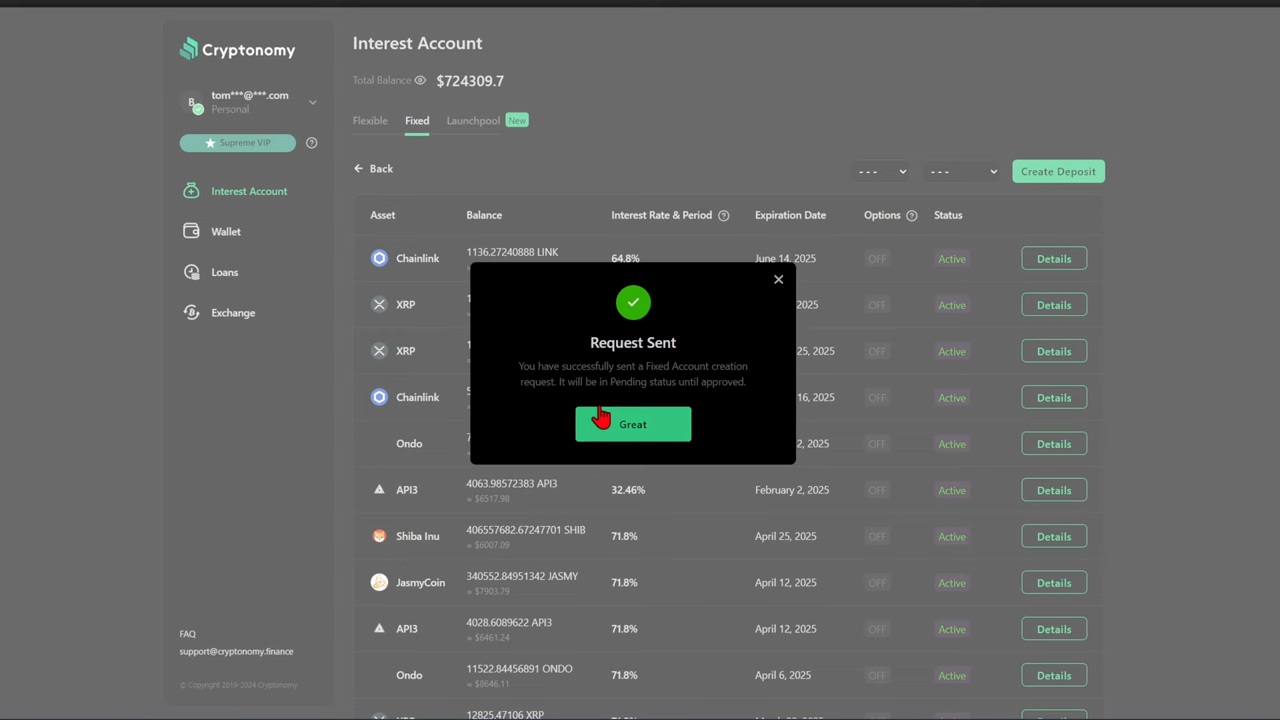 Cryptonomy
tom***@***.com
Personal
Supreme VIP
Interest Account
Wallet
Loans
Exchange
FAQ
support@cryptonomy.finance
© Copyright 2019-2024 Cryptonomy
Interest Account
Total Balance $724309.7
Flexible Fixed Launchpool New
Back
--- --- Create Deposit
Asset Balance Interest Rate & Period Expiration Date Options Status
Chainlink 1136.27240888 LINK 64.8% June 14, 2025 OFF Active Details
XRP 2025 OFF Active Details
XRP 25, 2025 OFF Active Details
Chainlink 16, 2025 OFF Active Details
Ondo 2, 2025 OFF Active Details
Request Sent
You have successfully sent a Fixed Account creation
request. It will be in Pending status until approved.
Great
API3 4063.98572383 API3 32.46% February 2, 2025 OFF Active Details
≈ $6517.98
Shiba Inu 406557682.67247701 SHIB 71.8% April 25, 2025 OFF Active Details
≈ $6007.09
JasmyCoin 340552.84951342 JASMY 71.8% April 12, 2025 OFF Active Details
≈ $7903.79
API3 4028.6089622 API3 71.8% April 12, 2025 OFF Active Details
≈ $6461.24
Ondo 11522.84456891 ONDO 71.8% April 6, 2025 OFF Active Details
≈ $8646.11
12825.47106 XRP